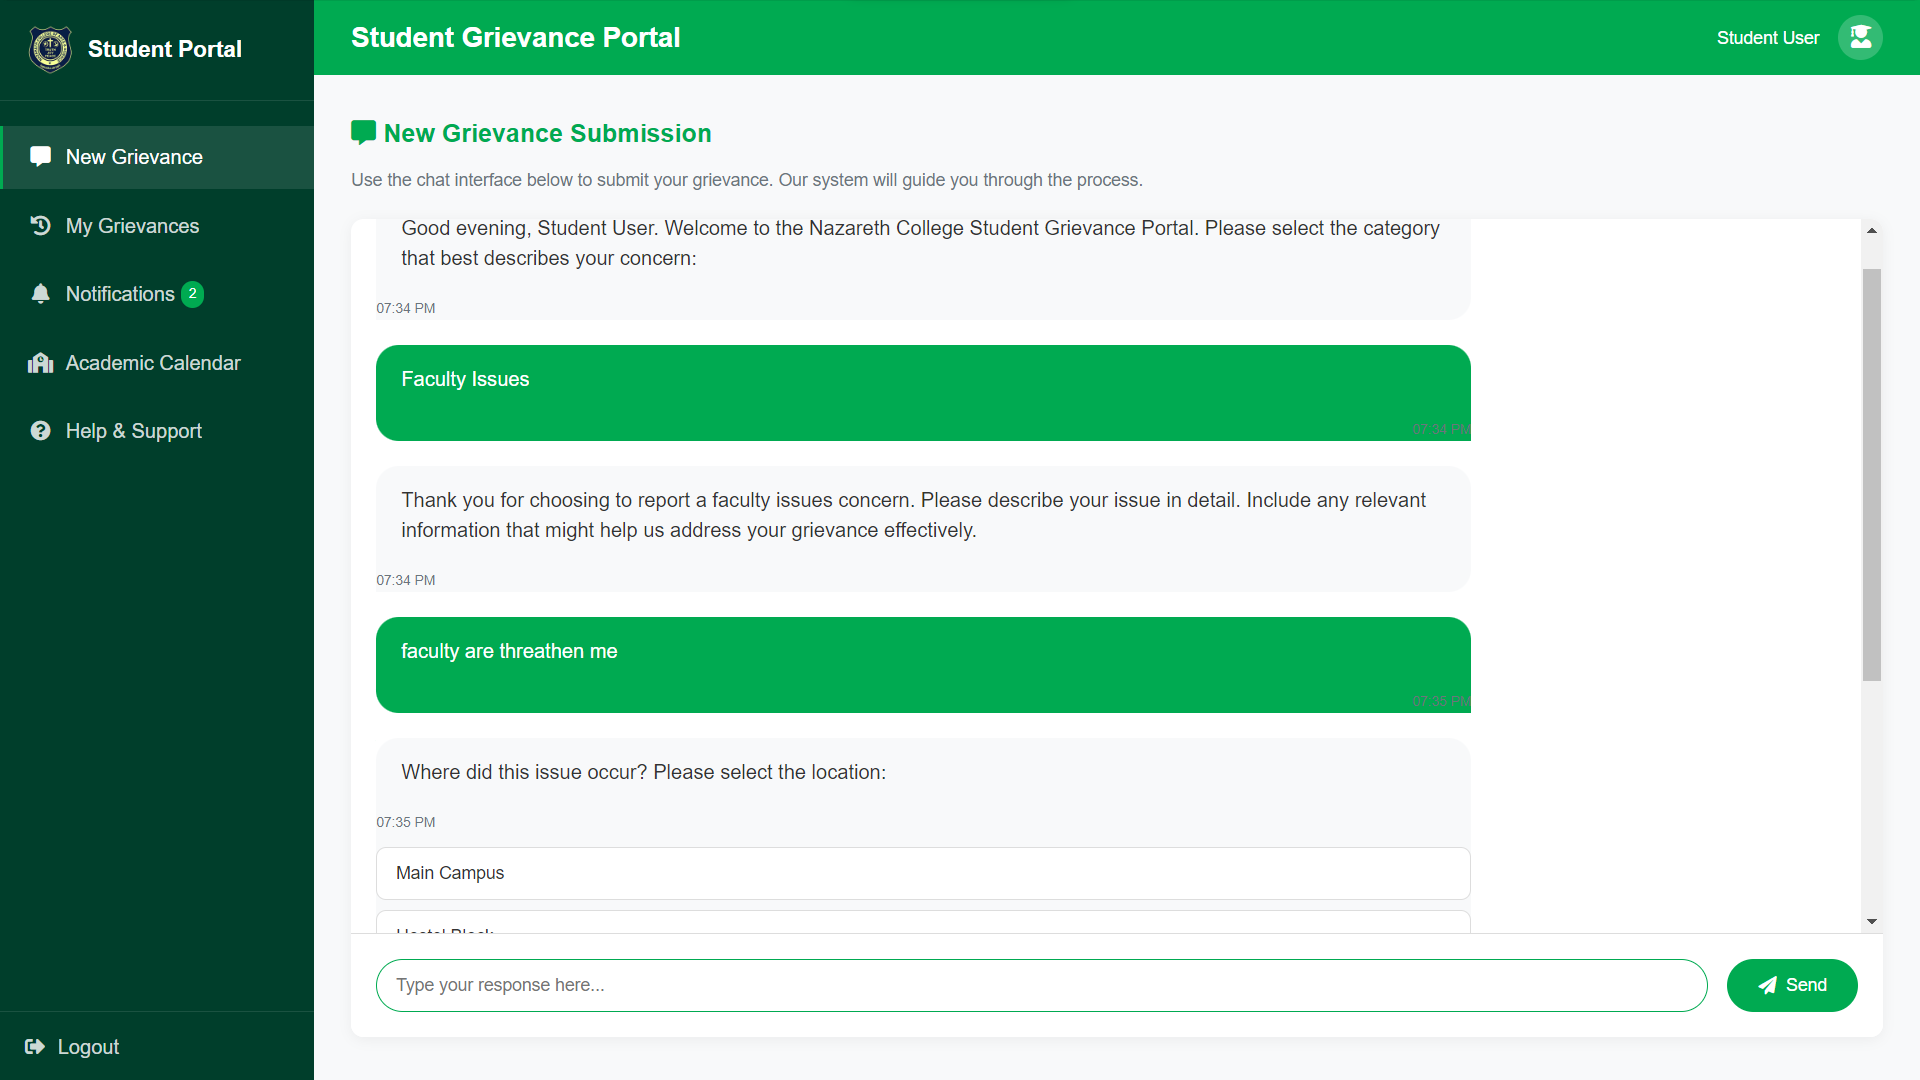 Student Portal
New Grievance
My Grievances
Notifications 2
Academic Calendar
Help & Support
Logout
Student Grievance Portal
Student User
New Grievance Submission
Use the chat interface below to submit your grievance. Our system will guide you through the process.
Good evening, Student User. Welcome to the Nazareth College Student Grievance Portal. Please select the category
that best describes your concern:
07:34 PM
Faculty Issues
07:34 PM
Thank you for choosing to report a faculty issues concern. Please describe your issue in detail. Include any relevant
information that might help us address your grievance effectively.
07:34 PM
faculty are threathen me
07:35 PM
Where did this issue occur? Please select the location:
07:35 PM
Main Campus
Hostel Block
Type your response here...
Send